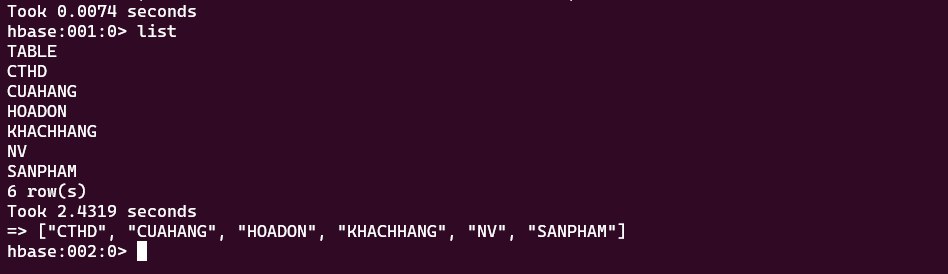 Took 0.0074 seconds
hbase:001:0> list
TABLE
CTHD
CUAHANG
HOADON
KHACHHANG
NV
SANPHAM
6 row(s)
Took 2.4319 seconds
=> ["CTHD", "CUAHANG", "HOADON", "KHACHHANG", "NV", "SANPHAM"]
hbase:002:0>